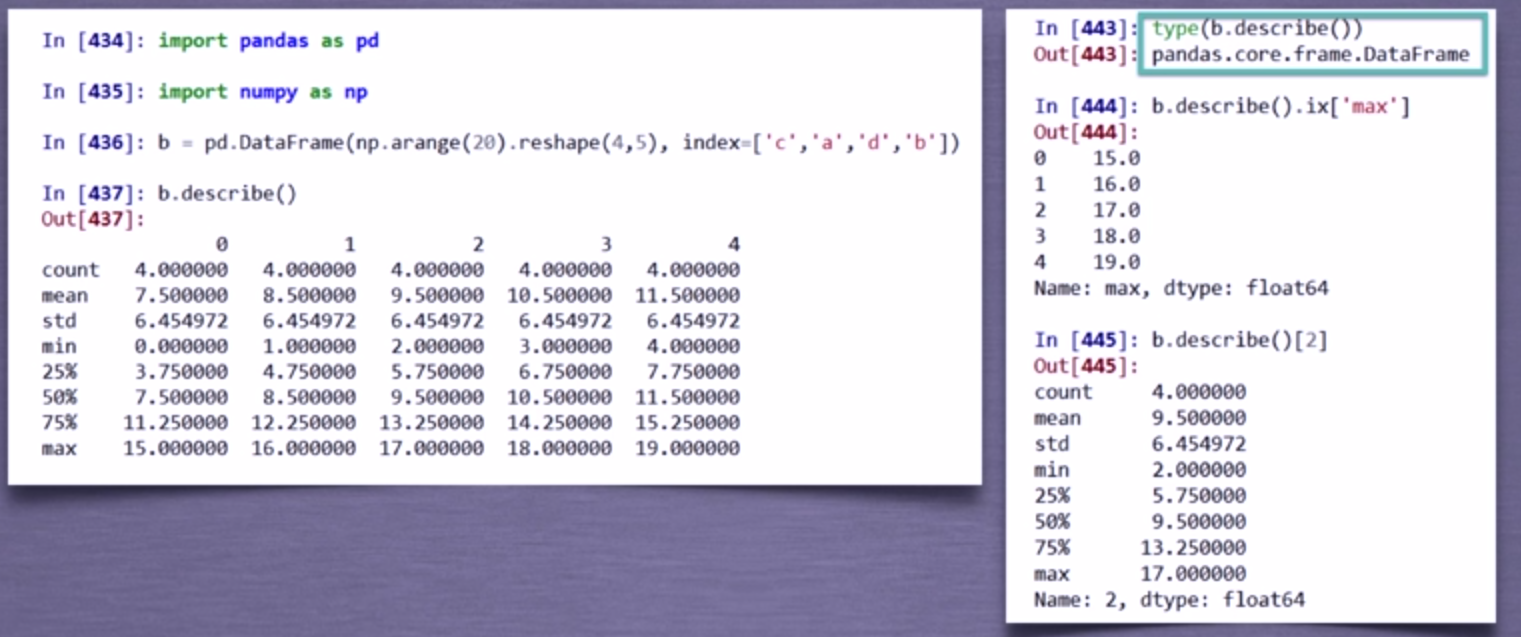 In [434]: import pandas as pd
In [435]: import numpy as np
In [436]: b = pd.DataFrame(np.arange(20).reshape(4,5), index=['c','a','d','b'])
In [437]: b.describe()
Out[437]:
0 1 2 3 4
count 4.000000 4.000000 4.000000 4.000000 4.000000
mean 7.500000 8.500000 9.500000 10.500000 11.500000
std 6.454972 6.454972 6.454972 6.454972 6.454972
min 0.000000 1.000000 2.000000 3.000000 4.000000
25% 3.750000 4.750000 5.750000 6.750000 7.750000
50% 7.500000 8.500000 9.500000 10.500000 11.500000
75% 11.250000 12.250000 13.250000 14.250000 15.250000
max 15.000000 16.000000 17.000000 18.000000 19.000000
In [443]: type(b.describe())
Out[443]: pandas.core.frame.DataFrame
In [444]: b.describe().ix['max']
Out[444]:
0 15.0
1 16.0
2 17.0
3 18.0
4 19.0
Name: max, dtype: float64
In [445]: b.describe()[2]
Out[445]:
count 4.000000
mean 9.500000
std 6.454972
min 2.000000
25% 5.750000
50% 9.500000
75% 13.250000
max 17.000000
Name: 2, dtype: float64